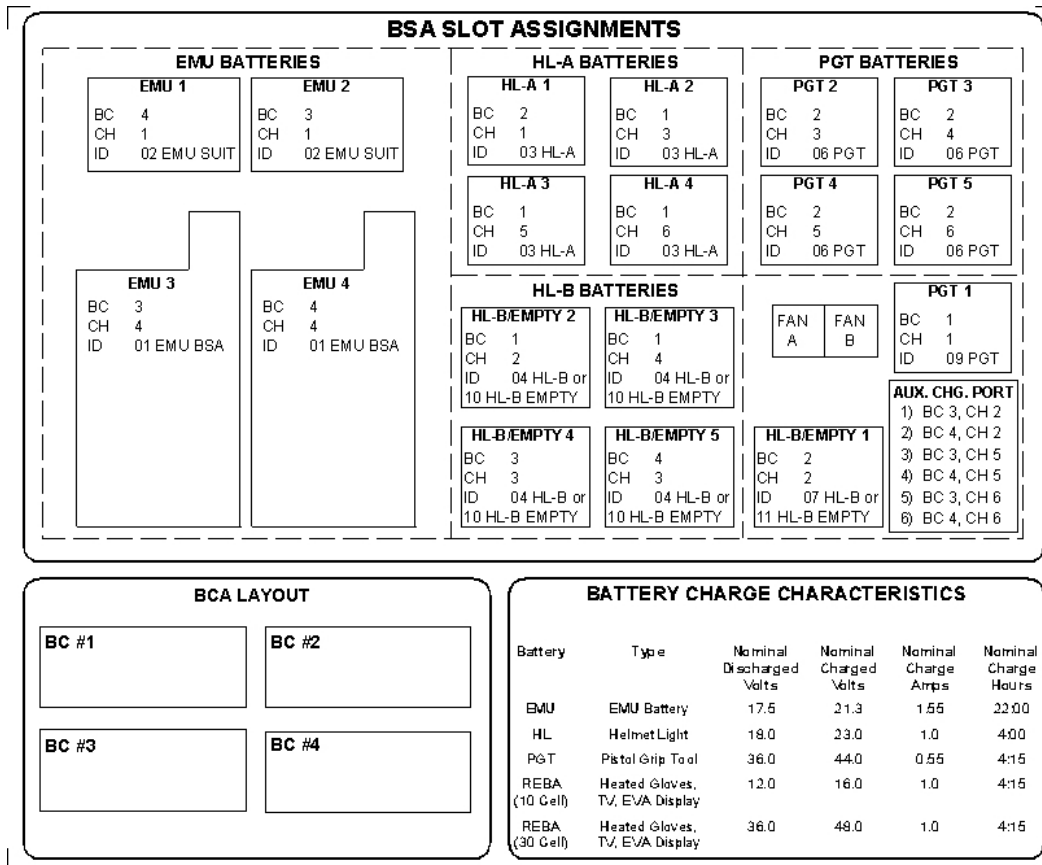 BSA SLOT ASSIGNMENTS
EMU BATTERIES
EMU 1
BC 4
CH 1
ID 02 EMU SUIT
EMU 2
BC 3
CH 1
ID 02 EMU SUIT
EMU 3
BC 3
CH 4
ID 01 EMU BSA
EMU 4
BC 4
CH 4
ID 01 EMU BSA
HL-A BATTERIES
HL-A 1
BC 2
CH 1
ID 03 HL-A
HL-A 2
BC 1
CH 3
ID 03 HL-A
HL-A 3
BC 1
CH 5
ID 03 HL-A
HL-A 4
BC 1
CH 6
ID 03 HL-A
HL-B BATTERIES
HL-B/EMPTY 2
BC 1
CH 2
ID 04 HL-B or
10 HL-B EMPTY
HL-B/EMPTY 3
BC 1
CH 4
ID 04 HL-B or
10 HL-B EMPTY
HL-B/EMPTY 4
BC 3
CH 3
ID 04 HL-B or
10 HL-B EMPTY
HL-B/EMPTY 5
BC 4
CH 3
ID 04 HL-B or
10 HL-B EMPTY
PGT BATTERIES
PGT 2
BC 2
CH 3
ID 06 PGT
PGT 3
BC 2
CH 4
ID 06 PGT
PGT 4
BC 2
CH 5
ID 06 PGT
PGT 5
BC 2
CH 6
ID 06 PGT
FAN A
FAN B
PGT 1
BC 1
CH 1
ID 09 PGT
HL-B/EMPTY 1
BC 2
CH 2
ID 07 HL-B or
11 HL-B EMPTY
AUX. CHG. PORT
1) BC 3, CH 2
2) BC 4, CH 2
3) BC 3, CH 5
4) BC 4, CH 5
5) BC 3, CH 6
6) BC 4, CH 6
BCA LAYOUT
BC #1
BC #2
BC #3
BC #4
BATTERY CHARGE CHARACTERISTICS
Battery Type Nominal Discharged Volts Nominal Charged Volts Nominal Charge Amps Nominal Charge Hours
EMU EMU Battery 17.5 21.3 1.55 22:00
HL Helmet Light 18.0 23.0 1.0 4:00
PGT Pistol Grip Tool 36.0 44.0 0.55 4:15
REBA (10 Cell) Heated Gloves, TV, EVA Display 12.0 16.0 1.0 4:15
REBA (30 Cell) Heated Gloves, TV, EVA Display 36.0 48.0 1.0 4:15